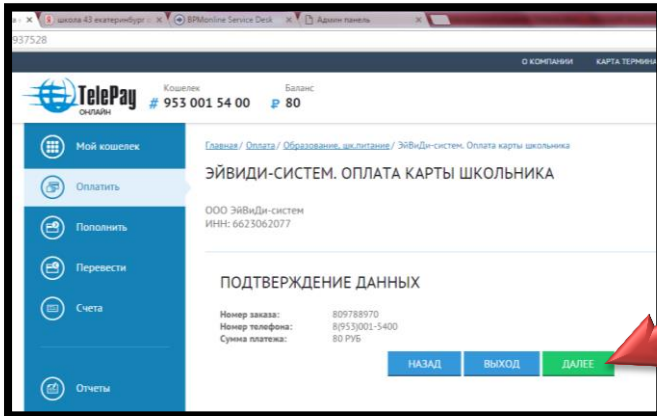 школа 43 екатеринбург
BPMonline Service Desk
Админ панель
937528
О КОМПАНИИ КАРТА ТЕРМИНА
TelePay
ОНЛАЙН
Кошелек
# 953 001 54 00
Баланс
₽ 80
Мой кошелек
Оплатить
Пополнить
Перевести
Счета
Отчеты
Главная / Оплата / Образование, шк.питание / ЭйВиДи-систем. Оплата карты школьника
ЭЙВИДИ-СИСТЕМ. ОПЛАТА КАРТЫ ШКОЛЬНИКА
ООО ЭйВиДи-систем
ИНН: 6623062077
ПОДТВЕРЖДЕНИЕ ДАННЫХ
Номер заказа: 809788970
Номер телефона: 8(953)001-5400
Сумма платежа: 80 РУБ
НАЗАД ВЫХОД ДАЛЕЕ